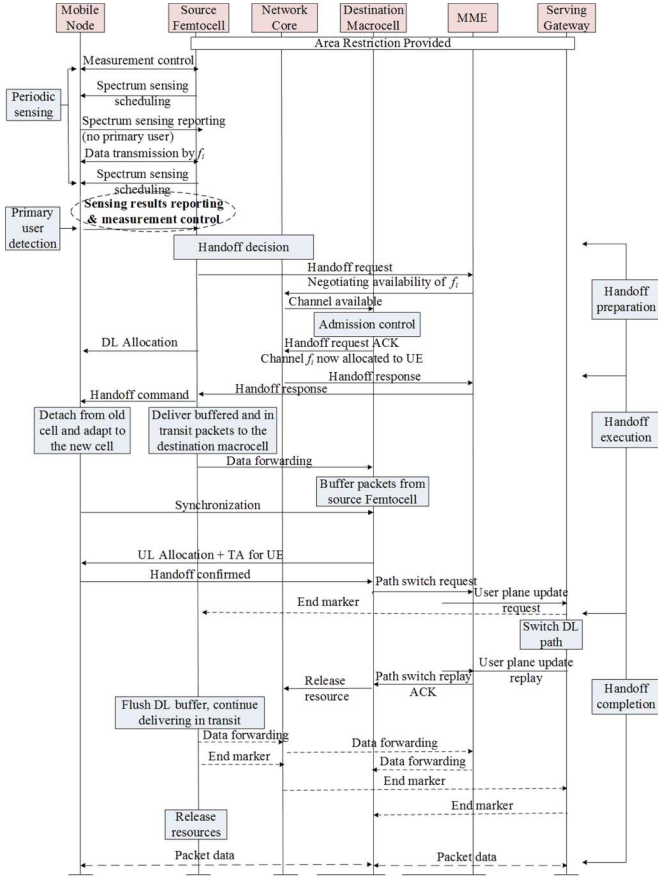 Mobile
Node
Source
Femtocell
Network
Core
Destination
Macrocell
MME
Serving
Gateway
Area Restriction Provided
Measurement control
Periodic
sensing
Spectrum sensing
scheduling
Spectrum sensing reporting
(no primary user)
Data transmission by fi
Spectrum sensing
scheduling
Sensing results reporting
& measurement control
Primary
user
detection
Handoff decision
Handoff request
Negotiating availability of fi
Channel available
Handoff
preparation
Admission control
DL Allocation
Handoff request ACK
Channel fi now allocated to UE
Handoff response
Handoff response
Handoff command
Detach from old
cell and adapt to
the new cell
Deliver buffered and in
transit packets to the
destination macrocell
Handoff
execution
Data forwarding
Buffer packets from
source Femtocell
Synchronization
UL Allocation + TA for UE
Handoff confirmed
Path switch request
User plane update
request
End marker
Switch DL
path
User plane update
replay
Path switch replay
ACK
Release
resource
Handoff
completion
Flush DL buffer, continue
delivering in transit
Data forwarding
Data forwarding
End marker
Data forwarding
End marker
End marker
Release
resources
Packet data
Packet data